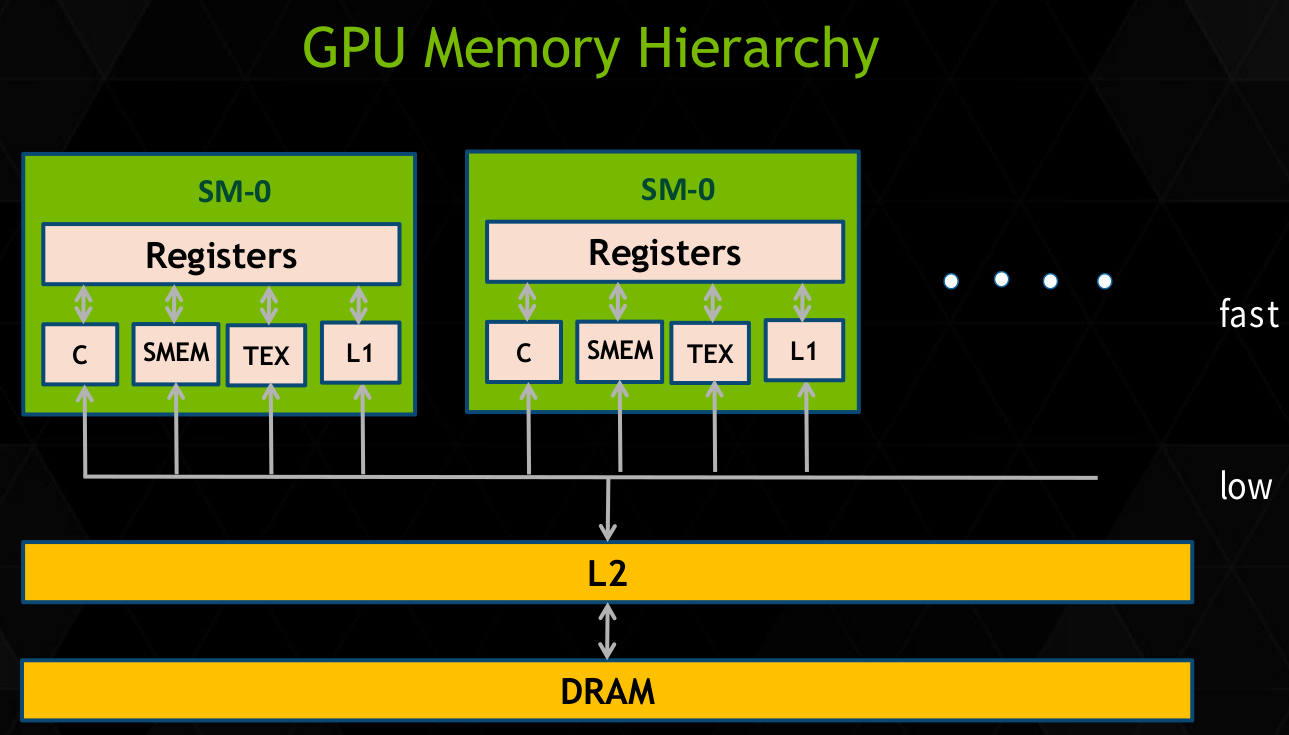 GPU Memory Hierarchy
SM-0
Registers
C
SMEM
TEX
L1
SM-0
Registers
C
SMEM
TEX
L1
fast
low
L2
DRAM